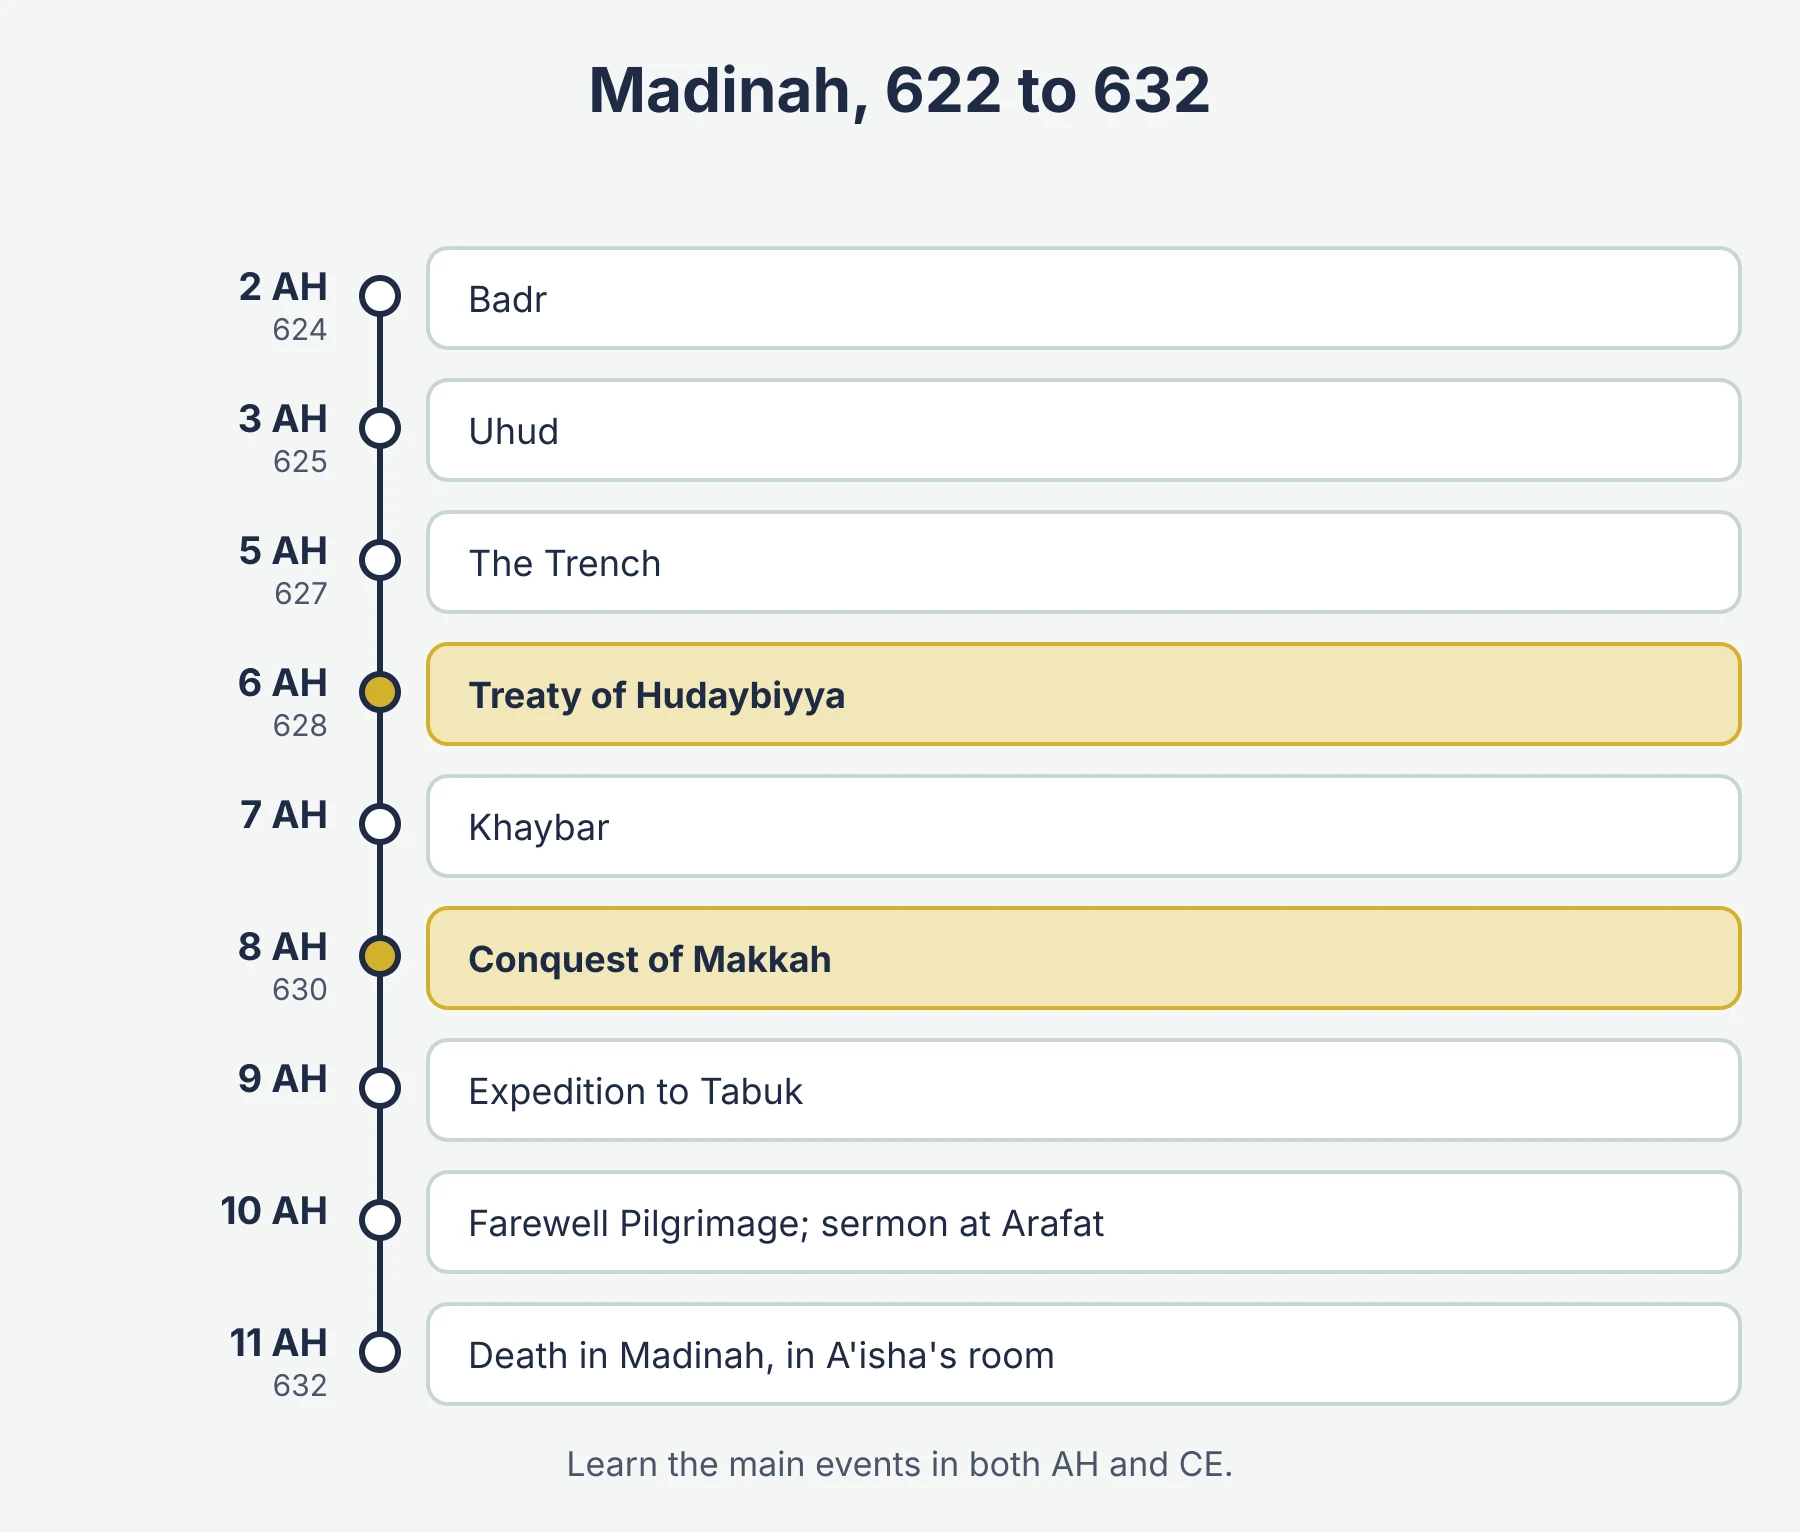 Madinah, 622 to 632
2 AH
624
Badr
3 AH
625
Uhud
5 AH
627
The Trench
6 AH
628
Treaty of Hudaybiyya
7 AH
Khaybar
8 AH
630
Conquest of Makkah
9 AH
Expedition to Tabuk
10 AH
Farewell Pilgrimage; sermon at Arafat
11 AH
632
Death in Madinah, in A'isha's room
Learn the main events in both AH and CE.